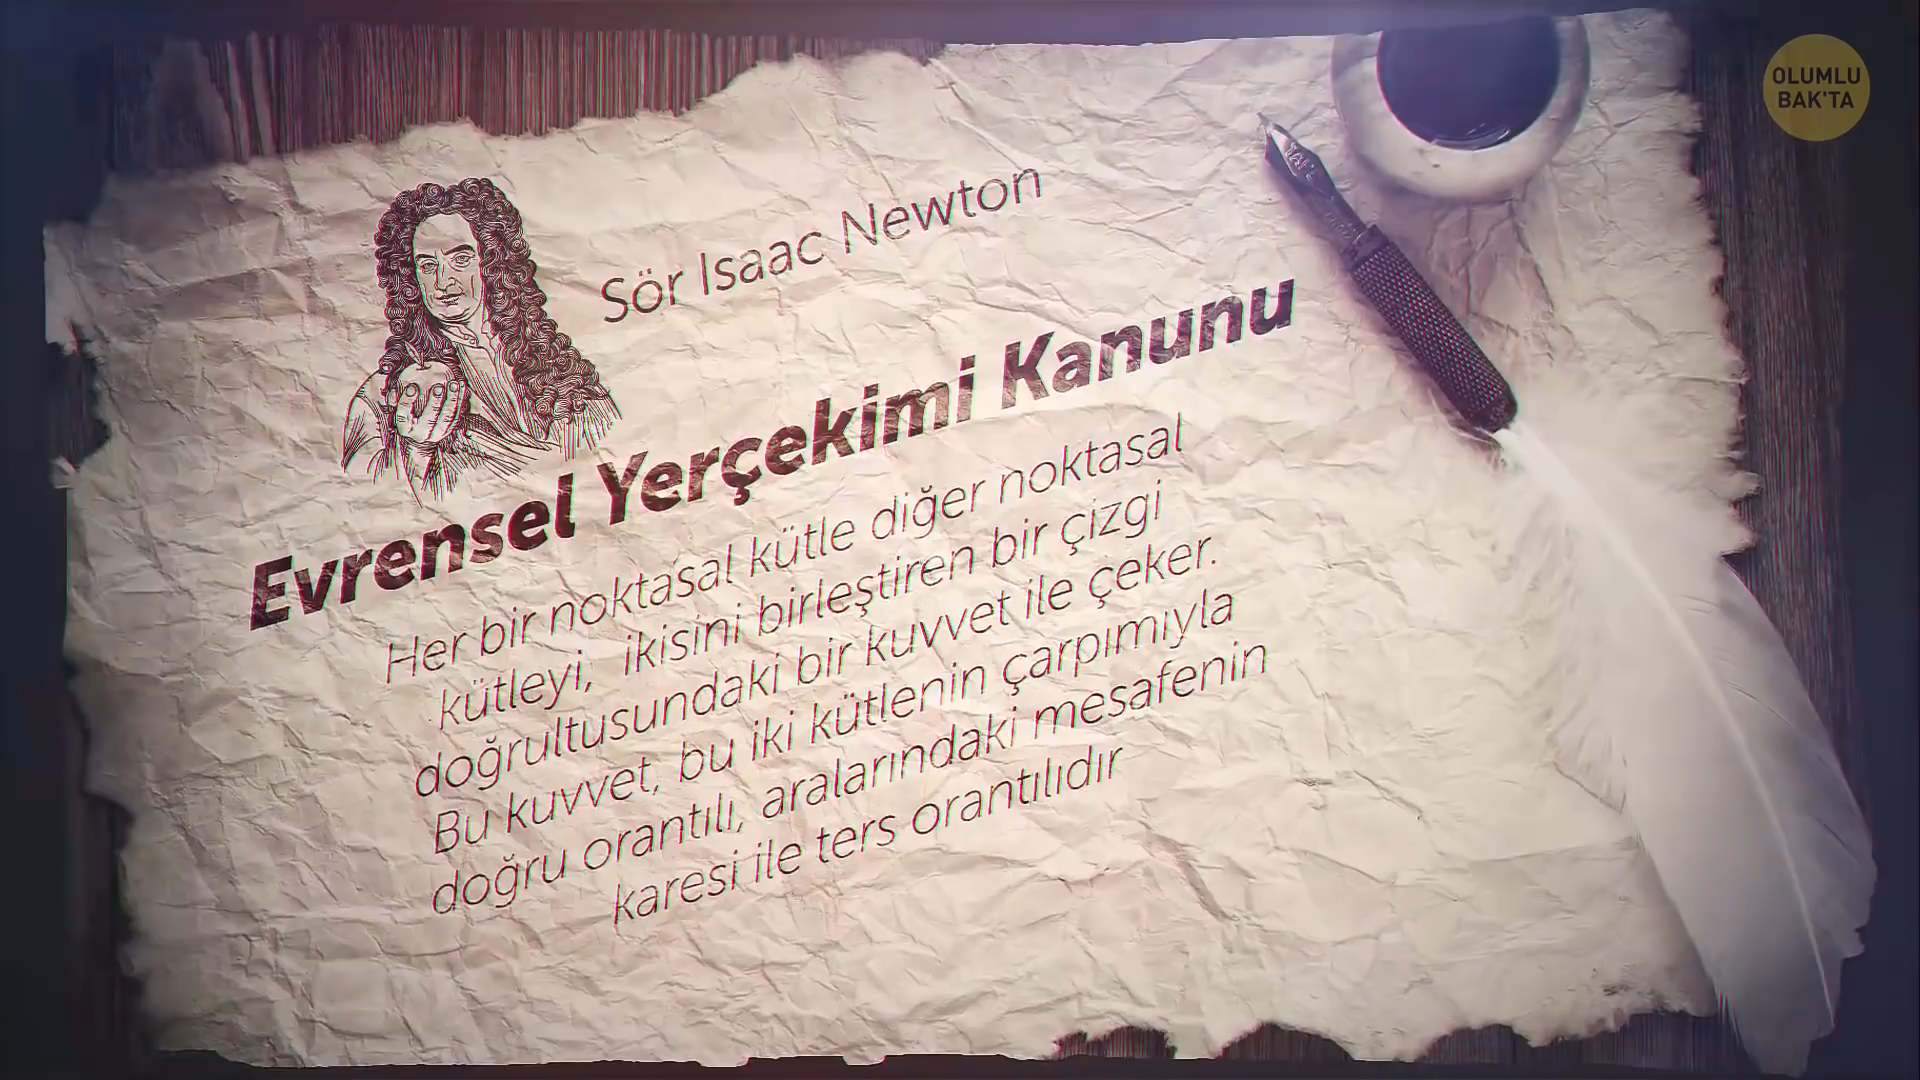 OLUMLU
BAK'TA
Sör Isaac Newton
Evrensel Yerçekimi Kanunu
Her bir noktasal kütle diğer noktasal
kütleyi, ikisini birleştiren bir çizgi
doğrultusundaki bir kuvvet ile çeker.
Bu kuvvet, bu iki kütlenin çarpımıyla
doğru orantılı, aralarındaki mesafenin
karesi ile ters orantılıdır